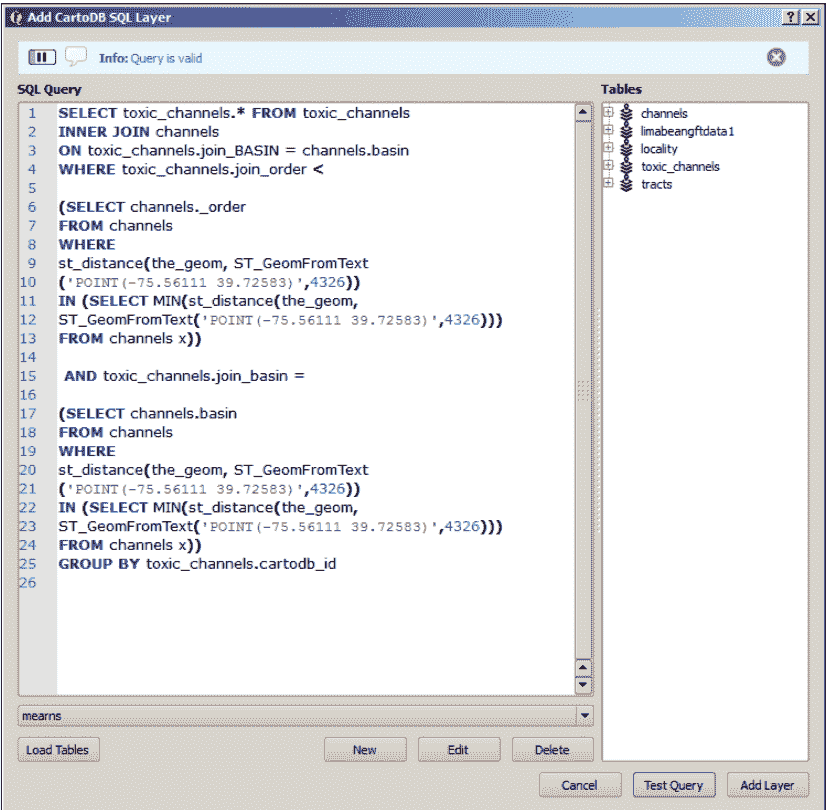 Add CartoDB SQL Layer
Info: Query is valid
SQL Query
1 SELECT toxic_channels.* FROM toxic_channels
2 INNER JOIN channels
3 ON toxic_channels.join_BASIN = channels.basin
4 WHERE toxic_channels.join_order <
5
6 (SELECT channels._order
7 FROM channels
8 WHERE
9 st_distance(the_geom, ST_GeomFromText
10 ('POINT(-75.56111 39.72583)',4326))
11 IN (SELECT MIN(st_distance(the_geom,
12 ST_GeomFromText('POINT(-75.56111 39.72583)',4326)))
13 FROM channels x))
14
15 AND toxic_channels.join_basin =
16
17 (SELECT channels.basin
18 FROM channels
19 WHERE
20 st_distance(the_geom, ST_GeomFromText
21 ('POINT(-75.56111 39.72583)',4326))
22 IN (SELECT MIN(st_distance(the_geom,
23 ST_GeomFromText('POINT(-75.56111 39.72583)',4326)))
24 FROM channels x))
25 GROUP BY toxic_channels.cartodb_id
26
Tables
channels
limabeangftdata1
locality
toxic_channels
tracts
mearns
Load Tables New Edit Delete
Cancel Test Query Add Layer